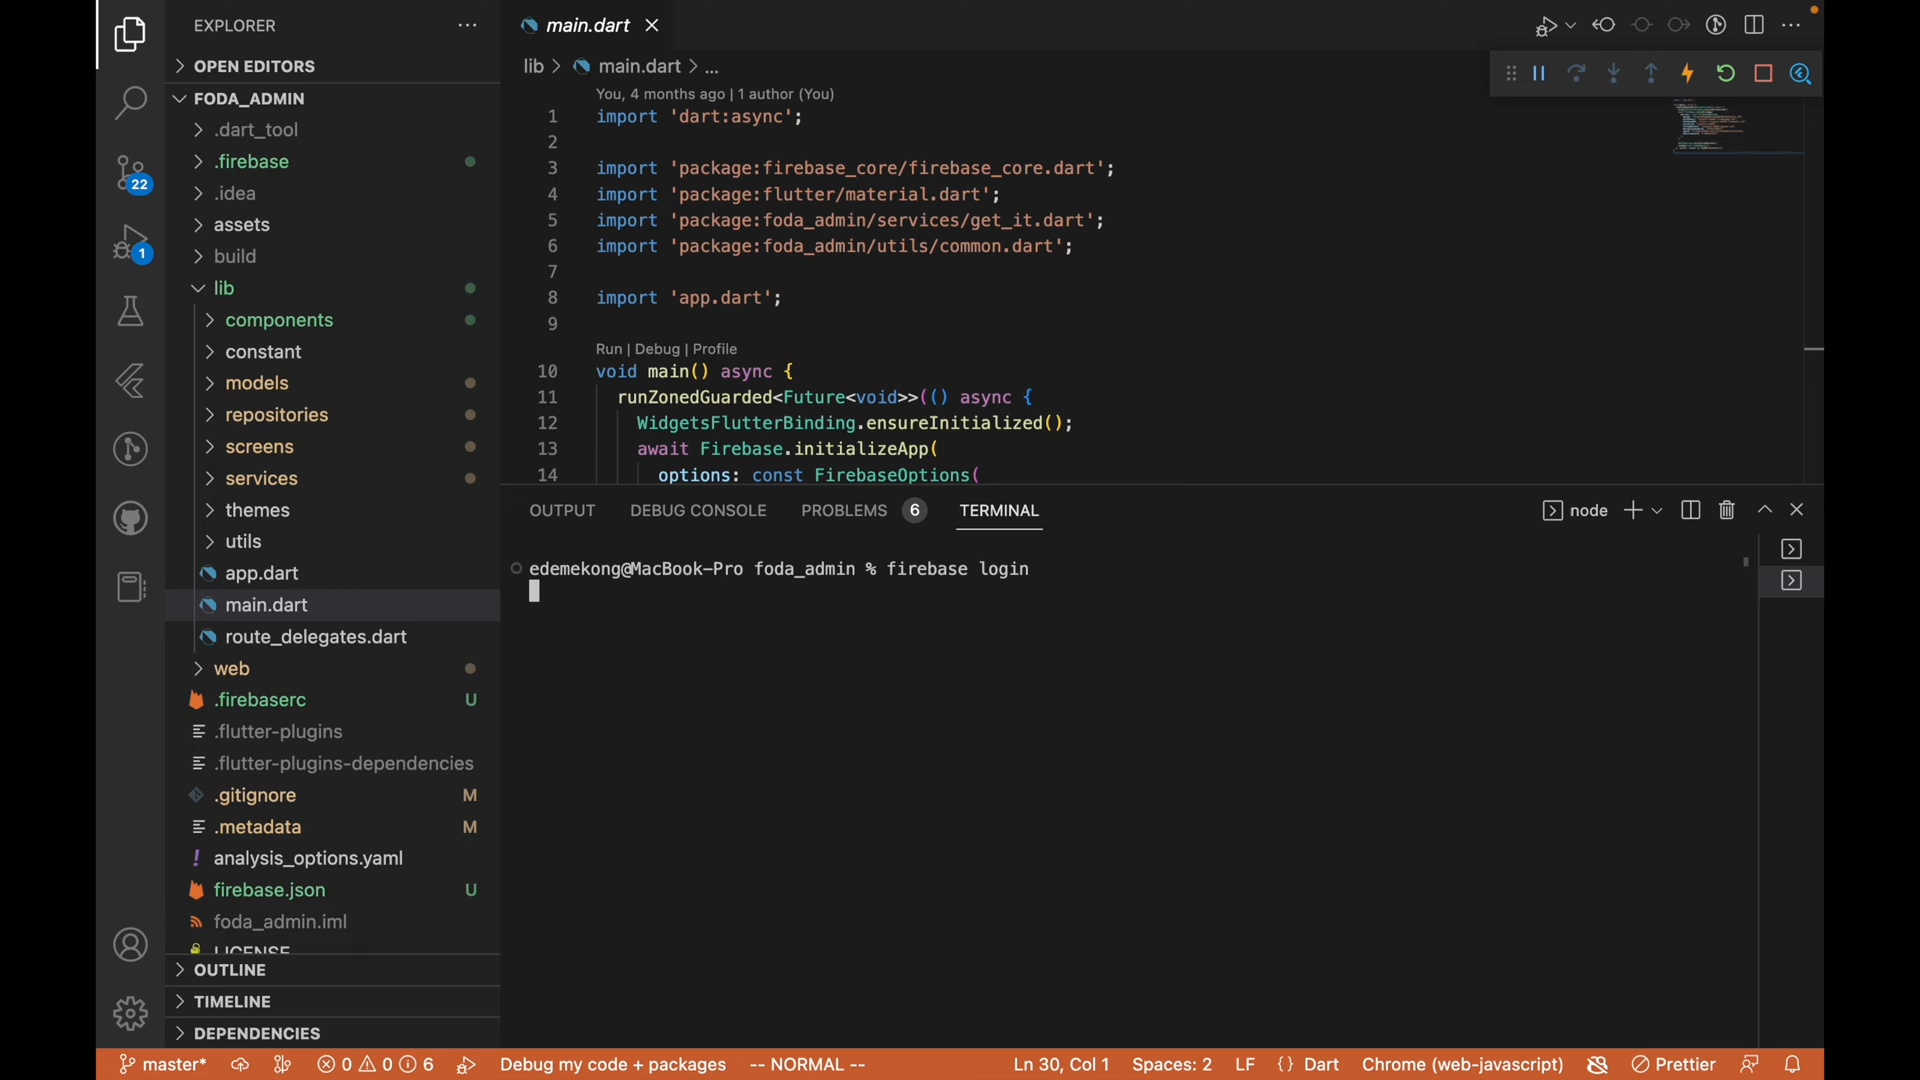 EXPLORER
OPEN EDITORS
FODA_ADMIN
.dart_tool
.firebase
.idea
assets
build
lib
components
constant
models
repositories
screens
services
themes
utils
app.dart
main.dart
route_delegates.dart
web
.firebaserc U
.flutter-plugins
.flutter-plugins-dependencies
.gitignore M
.metadata M
! analysis_options.yaml
firebase.json U
foda_admin.iml
LICENSE
OUTLINE
TIMELINE
DEPENDENCIES
22
1
main.dart
lib > main.dart > ...
You, 4 months ago | 1 author (You)
1 import 'dart:async';
2
3 import 'package:firebase_core/firebase_core.dart';
4 import 'package:flutter/material.dart';
5 import 'package:foda_admin/services/get_it.dart';
6 import 'package:foda_admin/utils/common.dart';
7
8 import 'app.dart';
9
Run | Debug | Profile
10 void main() async {
11 runZonedGuarded<Future<void>>(() async {
12 WidgetsFlutterBinding.ensureInitialized();
13 await Firebase.initializeApp(
14 options: const FirebaseOptions(
OUTPUT DEBUG CONSOLE PROBLEMS 6 TERMINAL node
edemekong@MacBook-Pro foda_admin % firebase login
master* 0 0 6 Debug my code + packages -- NORMAL -- Ln 30, Col 1 Spaces: 2 LF {} Dart Chrome (web-javascript) Prettier